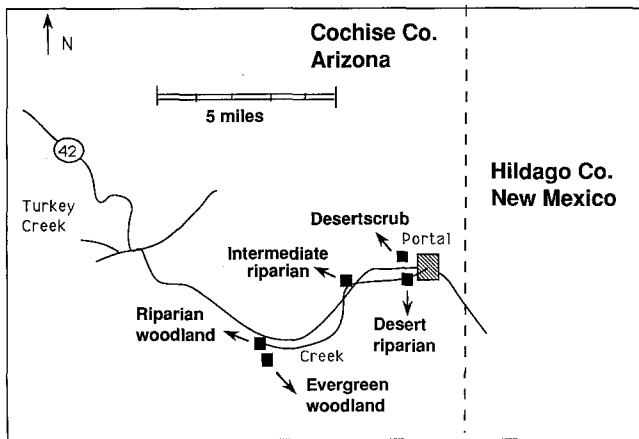 N
Cochise Co.
Arizona
5 miles
42
Hildago Co.
New Mexico
Turkey
Creek
Desertscrub
Portal
Intermediate
riparian
Riparian
woodland
Desert
riparian
Creek
Evergreen
woodland